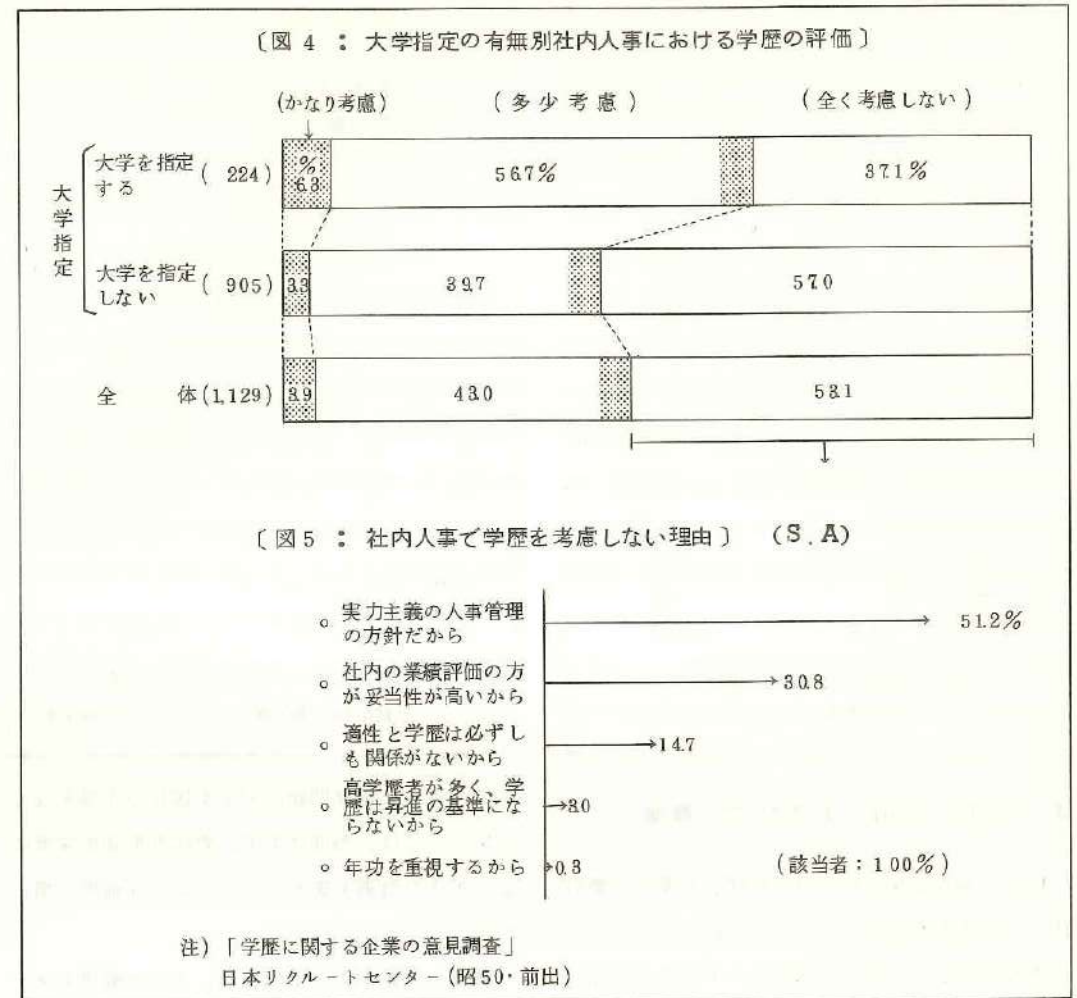 〔図 4 : 大学指定の有無別社内人事における学歴の評価〕
(かなり考慮) (多少考慮) (全く考慮しない)
大学指定
大学を指定
する
(224)
%
6.3
56.7%
37.1%
大学を指定
しない
(905)
3.3
39.7
57.0
全 体(1,129)
3.9
43.0
53.1
〔図5 : 社内人事で学歴を考慮しない理由〕 (S.A)
○ 実力主義の人事管理
の方針だから
51.2%
○ 社内の業績評価の方
が妥当性が高いから
30.8
○ 適性と学歴は必ずし
も関係がないから
14.7
○ 高学歴者が多く、学
歴は昇進の基準にな
らないから
3.0
○ 年功を重視するから
0.3
(該当者：100%)
注) 「学歴に関する企業の意見調査」
日本リクルートセンター(昭50・前出)